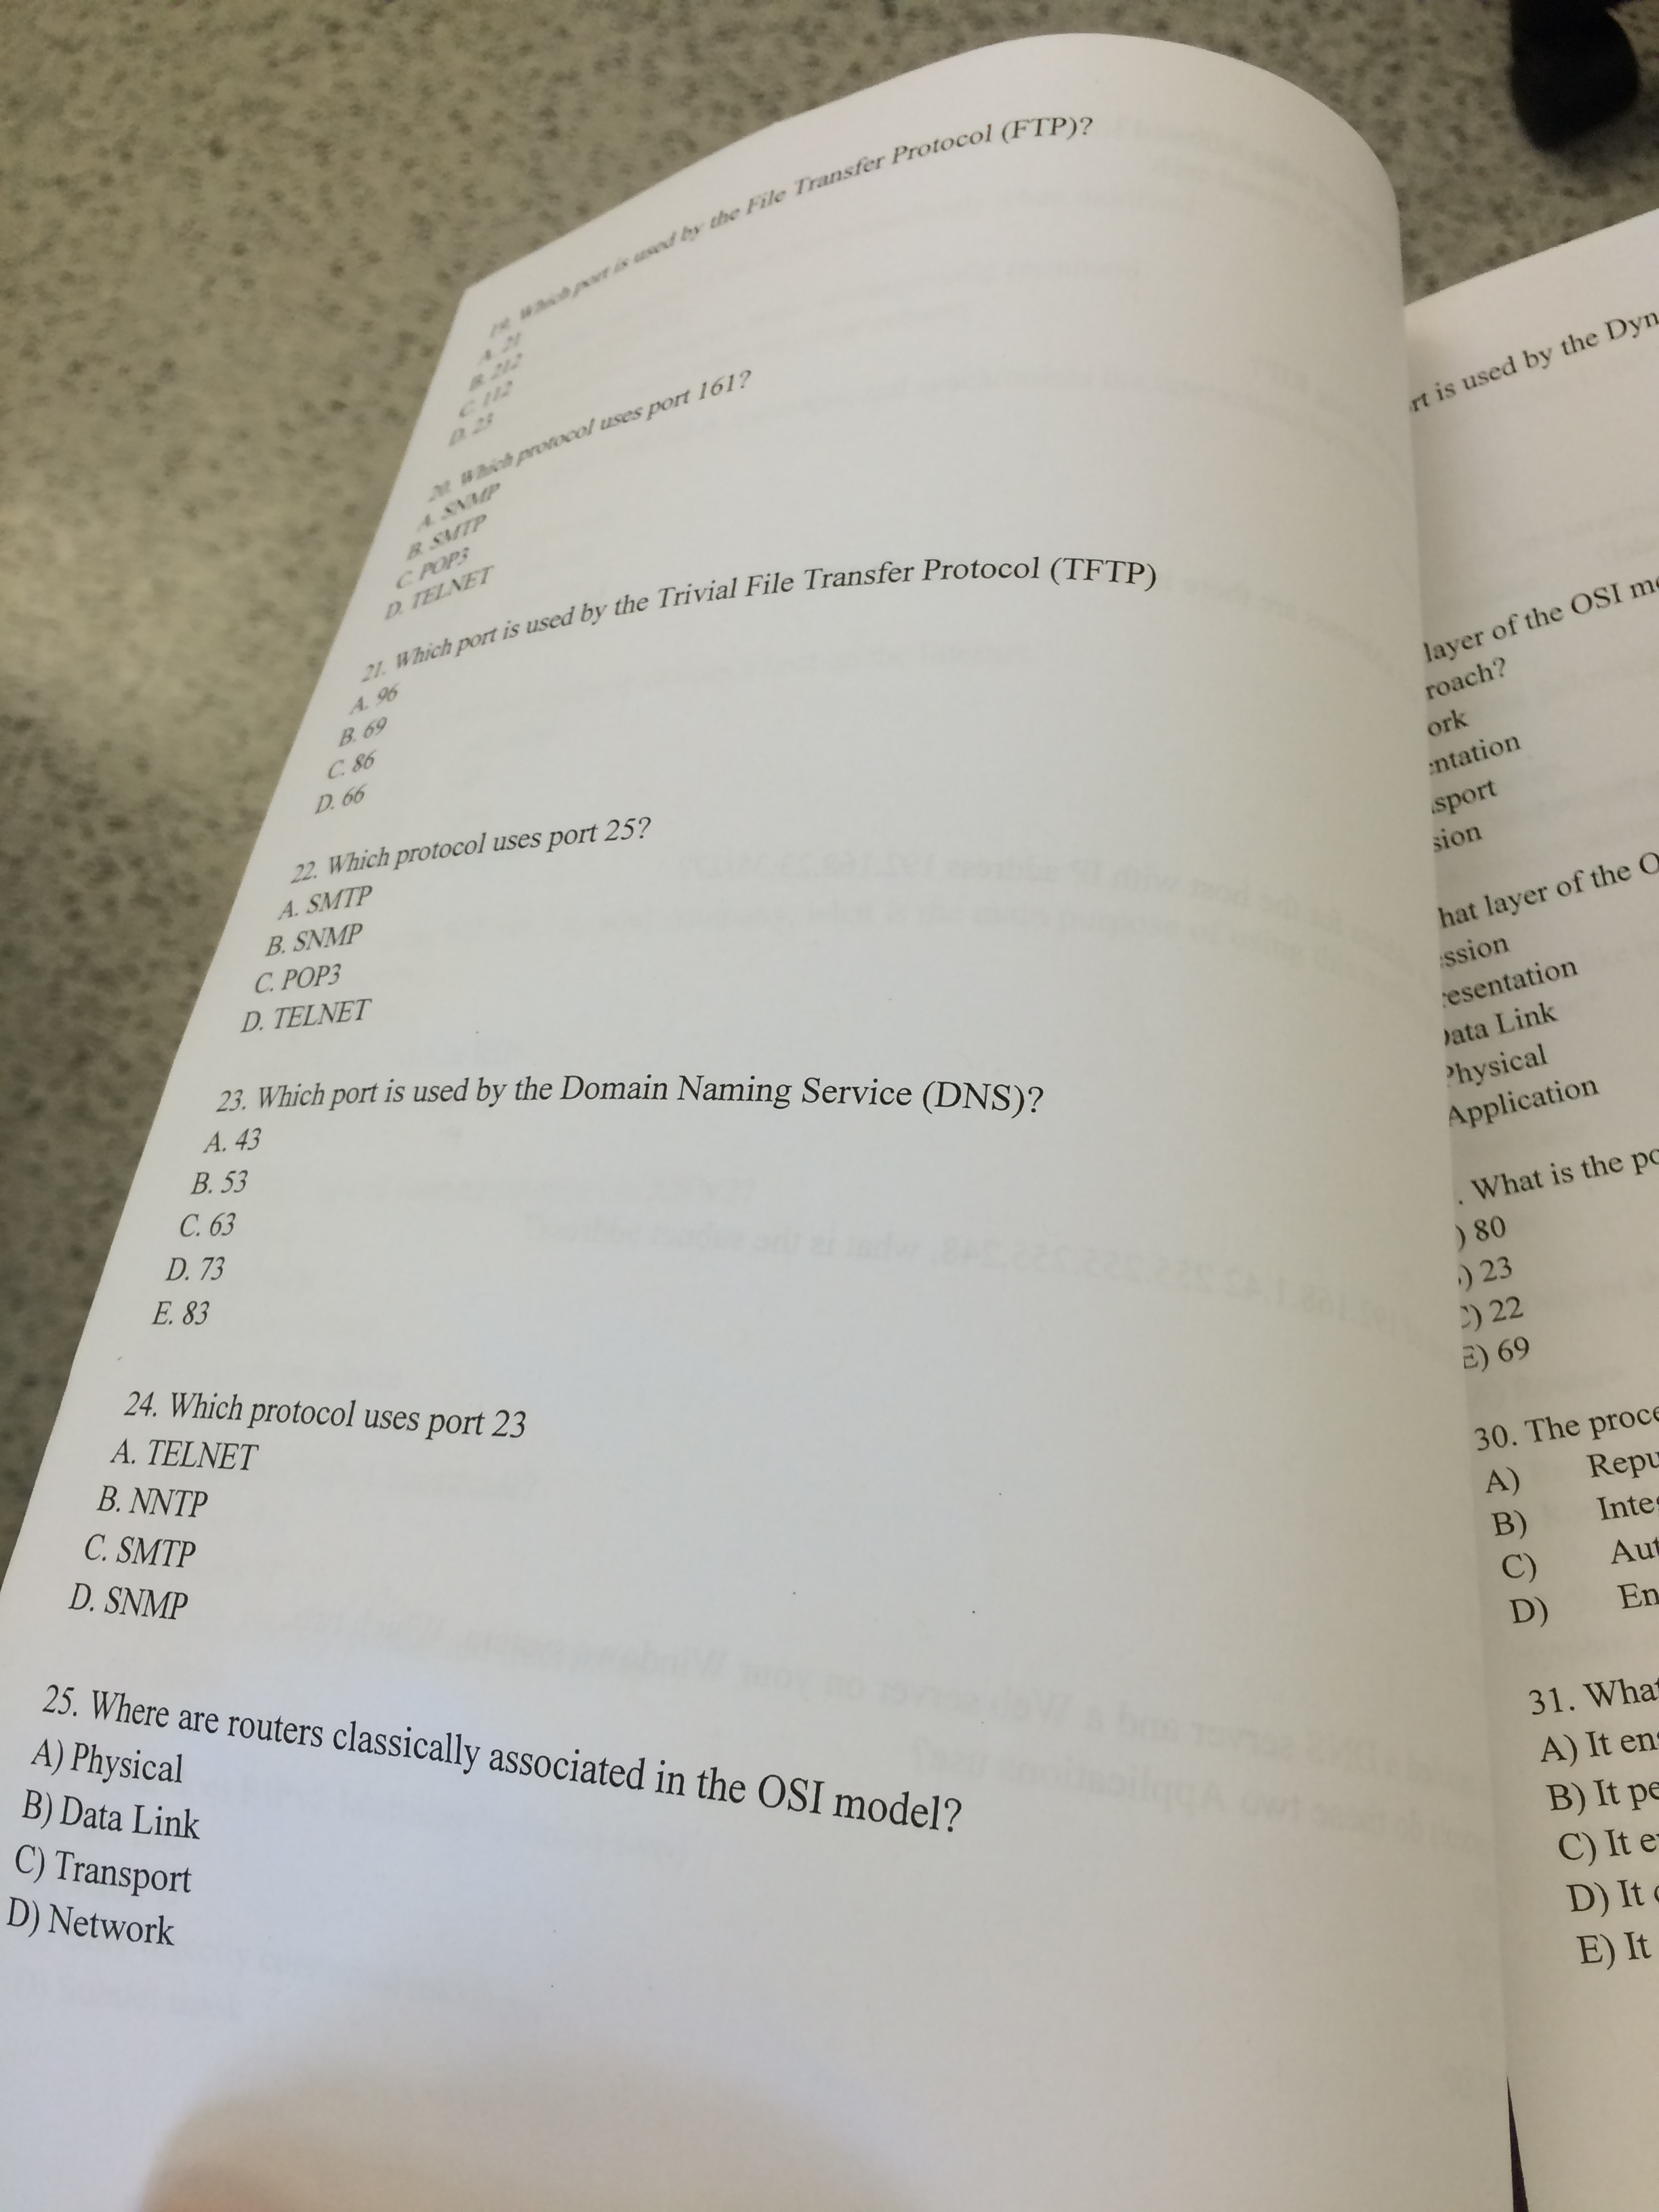 19. Which port is used by the File Transfer Protocol (FTP)?
A. 21
B. 212
C. 112
D. 23
20. Which protocol uses port 161?
A. SNMP
B. SMTP
C. POP3
D. TELNET
21. Which port is used by the Trivial File Transfer Protocol (TFTP)
A. 96
B. 69
C. 86
D. 66
22. Which protocol uses port 25?
A. SMTP
B. SNMP
C. POP3
D. TELNET
23. Which port is used by the Domain Naming Service (DNS)?
A. 43
B. 53
C. 63
D. 73
E. 83
24. Which protocol uses port 23
A. TELNET
B. NNTP
C. SMTP
D. SNMP
25. Where are routers classically associated in the OSI model?
A) Physical
B) Data Link
C) Transport
D) Network
is used by the
layer of the OSI
roach?
ork
ntation
sport
sion
hat layer of the
ssion
resentation
ata Link
Physical
Application
. What is the
) 80
) 23
C) 22
E) 69
30. The proce
A) Repu
B) Inte
C) Aut
D) En
31. What
A) It en
B) It pe
C) It e
D) It
E) It